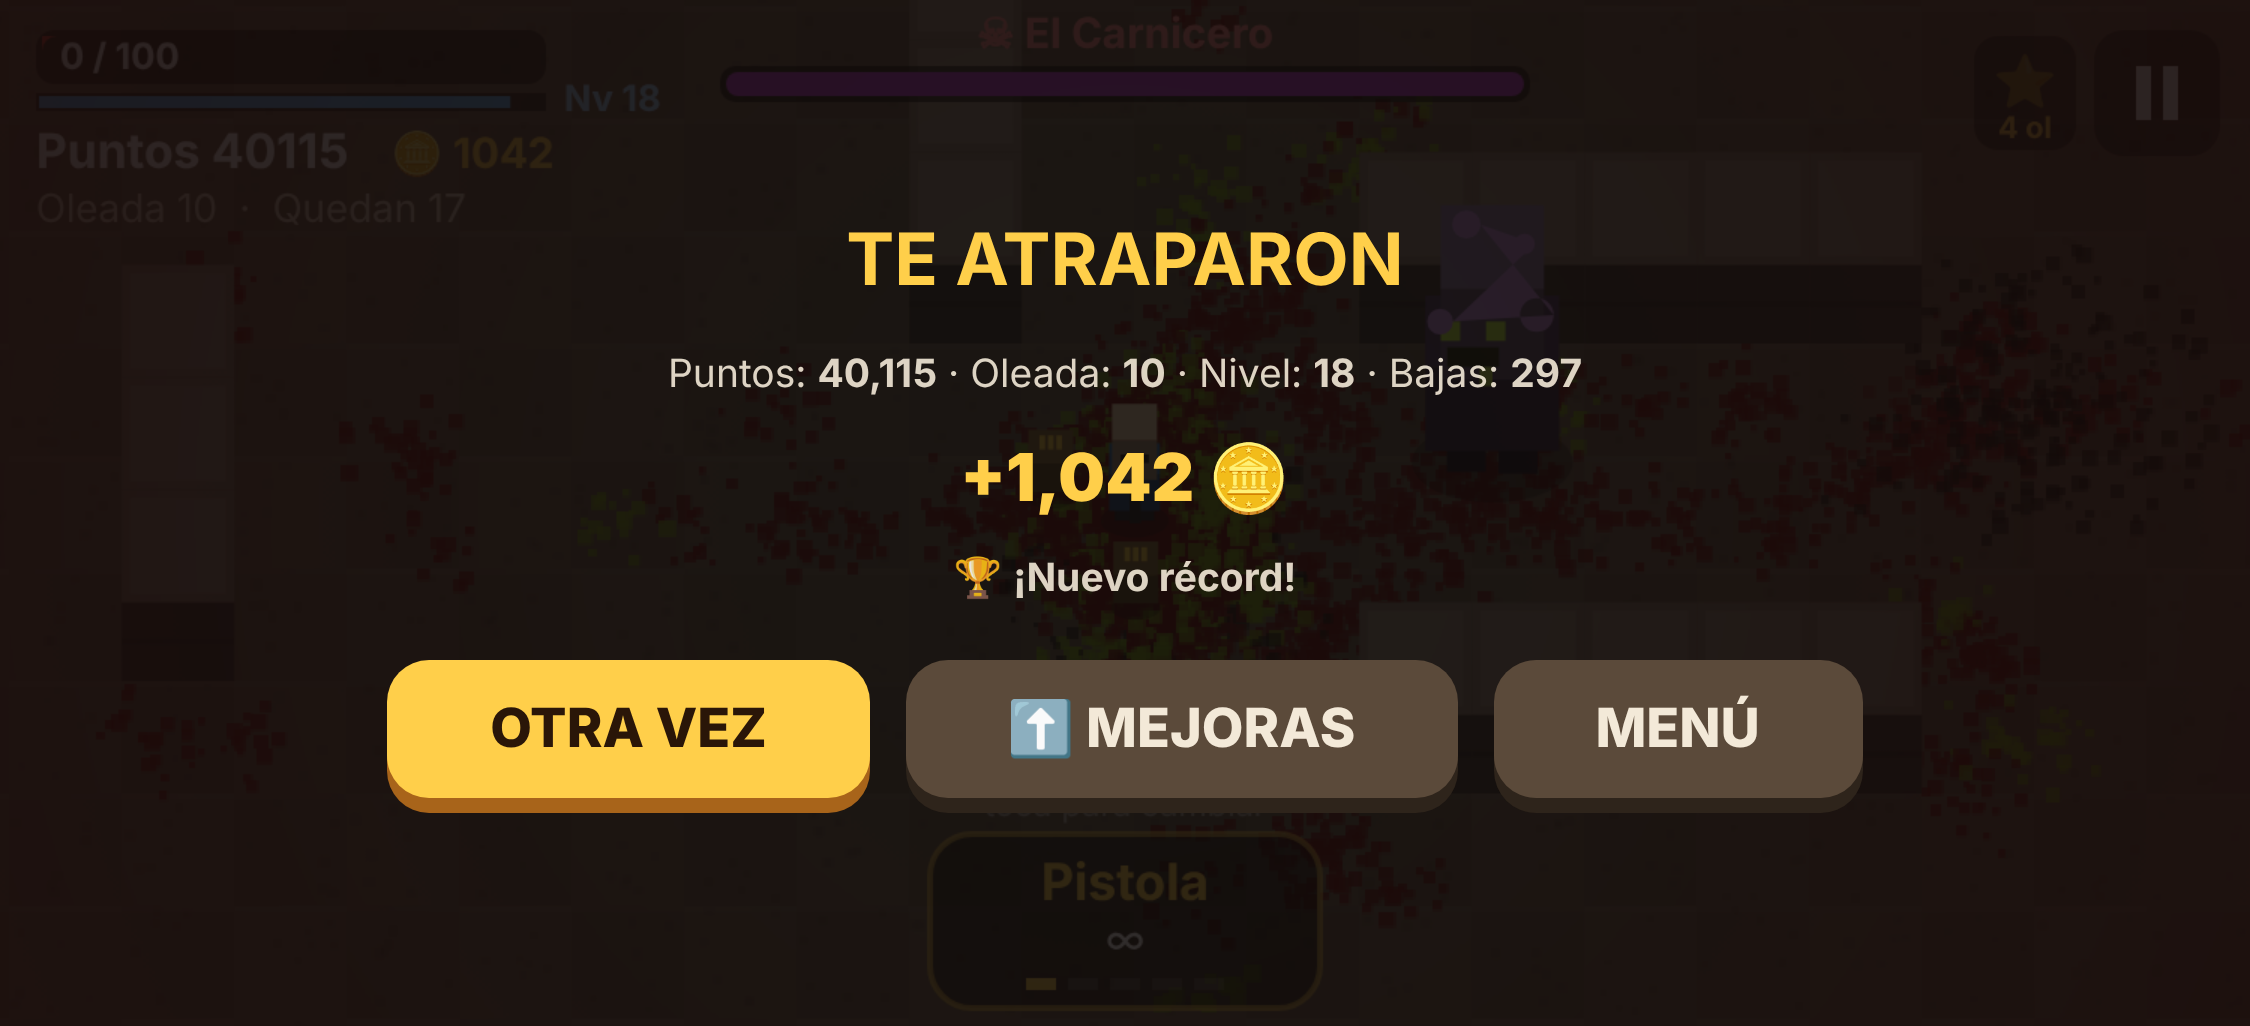 ☠ El Carnicero
0 / 100
Nv 18
4 ol
Puntos 40115 1042
Oleada 10 · Quedan 17
TE ATRAPARON
Puntos: 40,115 · Oleada: 10 · Nivel: 18 · Bajas: 297
+1,042
🏆 ¡Nuevo récord!
OTRA VEZ
⬆️ MEJORAS
MENÚ
Pistola
∞